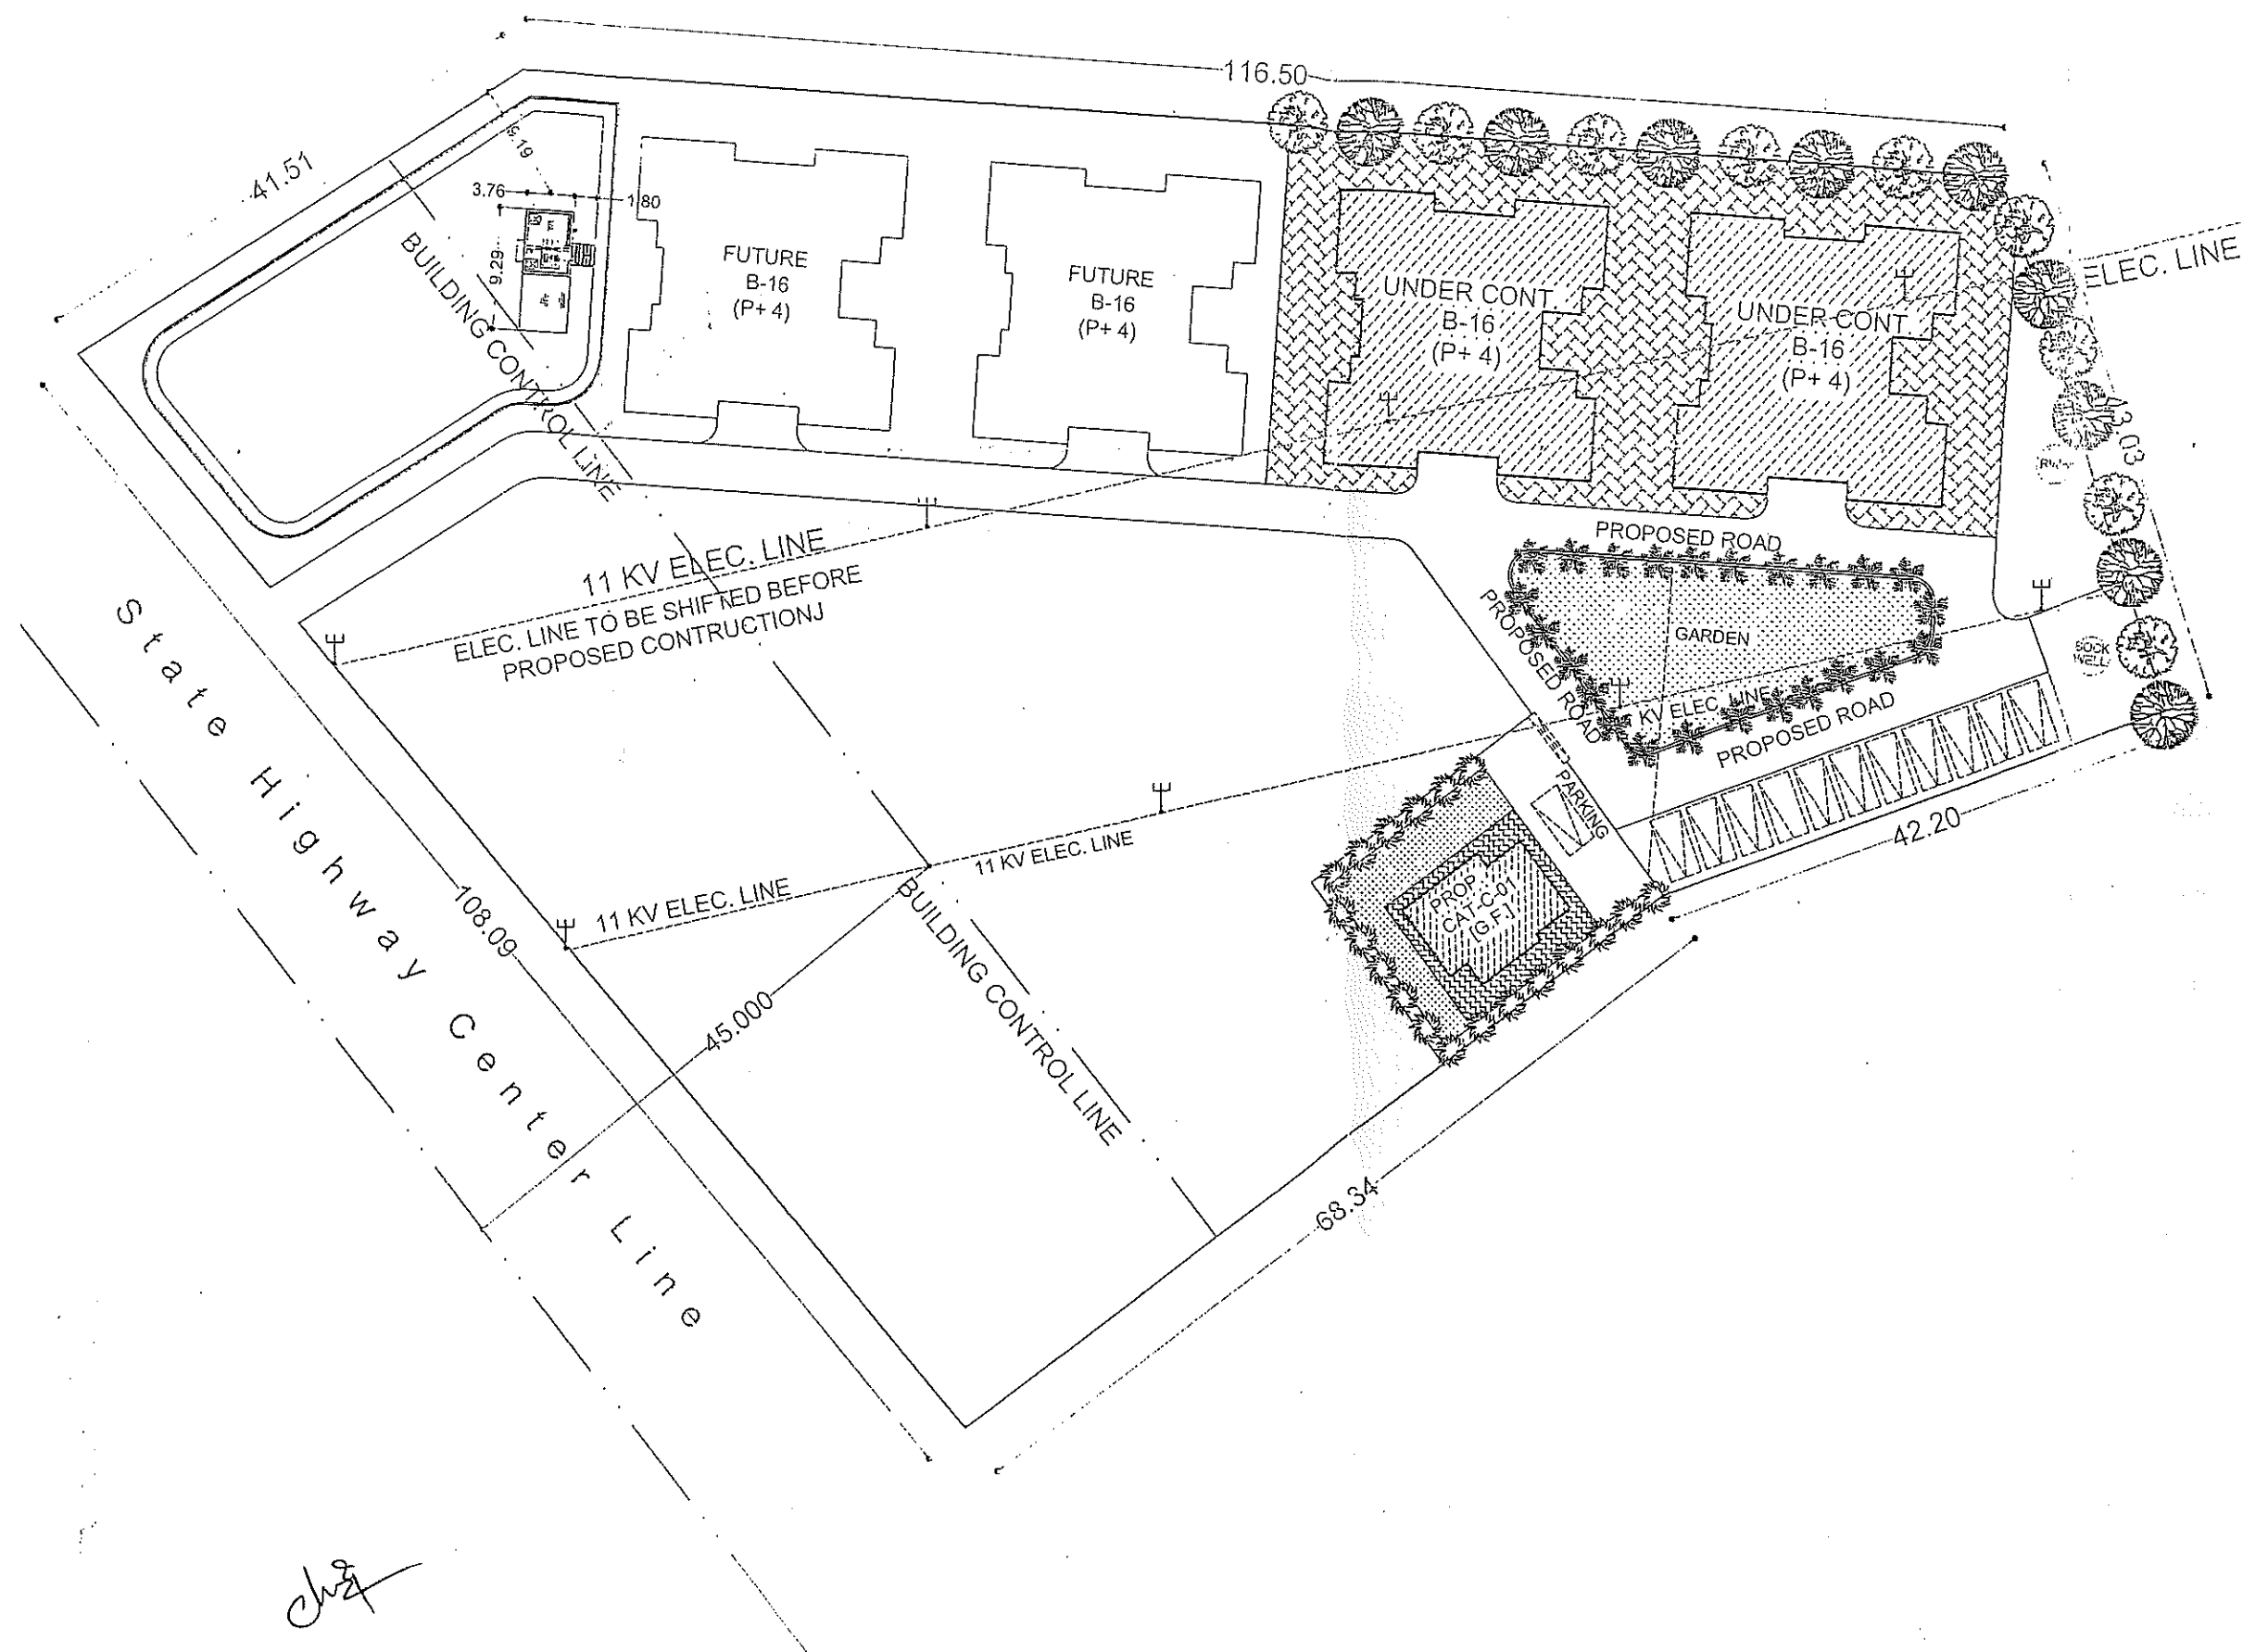 116.50
41.51
9.19
3.76
1.80
9.29
BUILDING CONTROL LINE
FUTURE
B-16
(P+ 4)
FUTURE
B-16
(P+ 4)
UNDER CONT.
B-16
(P+ 4)
UNDER CONT.
B-16
(P+ 4)
ELEC. LINE
PROPOSED ROAD
GARDEN
PROPOSED ROAD
KV ELEC. LINE
PROPOSED ROAD
SOCK
WELL
11 KV ELEC. LINE
ELEC. LINE TO BE SHIFTED BEFORE
PROPOSED CONTRUCTIONJ
PARKING
42.20
11 KV ELEC. LINE
11 KV ELEC. LINE
PROP.
CAT-C-01
[G.F.]
State Highway Center Line
108.09
45.000
BUILDING CONTROL LINE
68.34